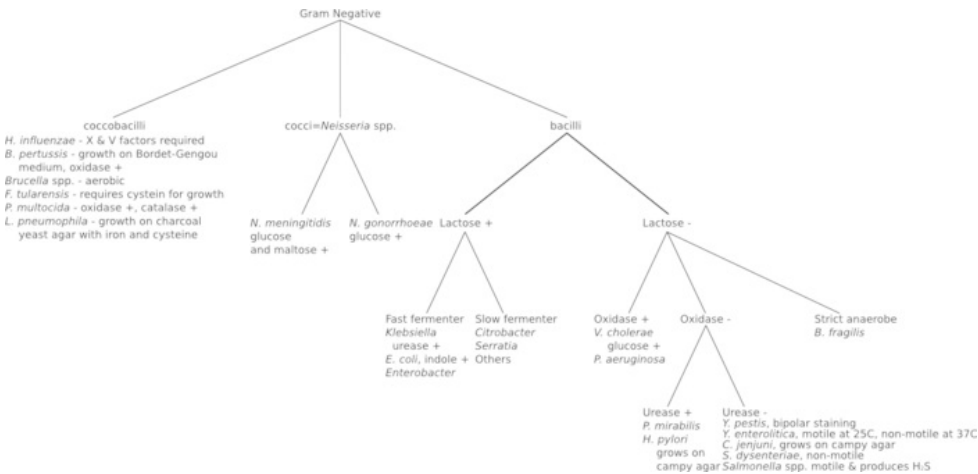 Gram Negative
coccobacilli
H. influenzae - X & V factors required
B. pertussis - growth on Bordet-Gengou
medium, oxidase +
Brucella spp. - aerobic
F. tularensis - requires cystein for growth
P. multocida - oxidase +, catalase +
L. pneumophila - growth on charcoal
yeast agar with iron and cysteine
cocci=Neisseria spp.
N. meningitidis
glucose
and maltose +
N. gonorrhoeae
glucose +
bacilli
Lactose +
Fast fermenter
Klebsiella
urease +
E. coli, indole +
Enterobacter
Slow fermenter
Citrobacter
Serratia
Others
Lactose -
Oxidase +
V. cholerae
glucose +
P. aeruginosa
Oxidase -
Urease +
P. mirabilis
H. pylori
grows on
campy agar
Urease -
Y. pestis, bipolar staining
Y. enterolitica, motile at 25C, non-motile at 37C
C. jenjuni, grows on campy agar
S. dysenteriae, non-motile
Salmonella spp. motile & produces H₂S
Strict anaerobe
B. fragilis